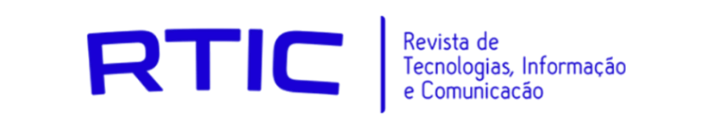 RTIC
Revista de
Tecnologias, Informação
e Comunicacão